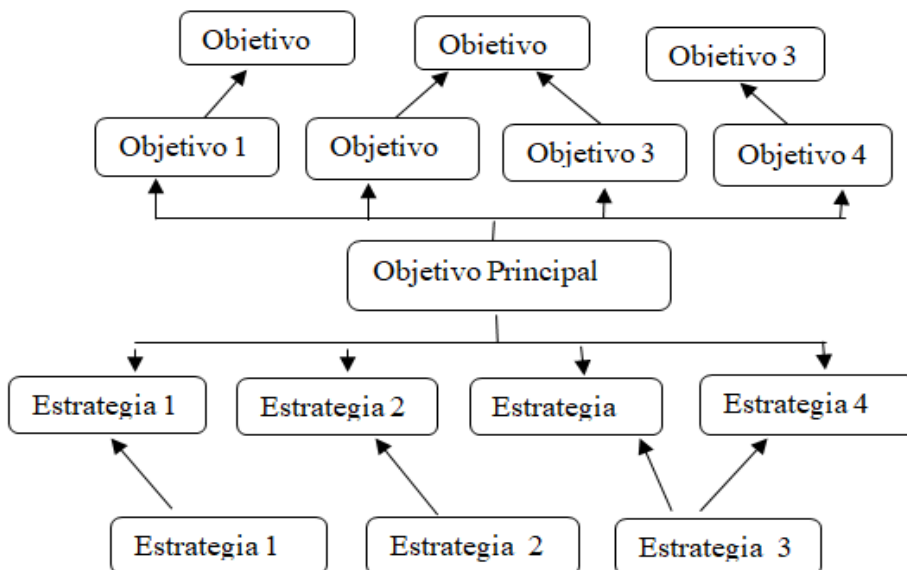 Objetivo
Objetivo
Objetivo 3
Objetivo 1
Objetivo
Objetivo 3
Objetivo 4
Objetivo Principal
Estrategia 1
Estrategia 2
Estrategia
Estrategia 4
Estrategia 1
Estrategia 2
Estrategia 3